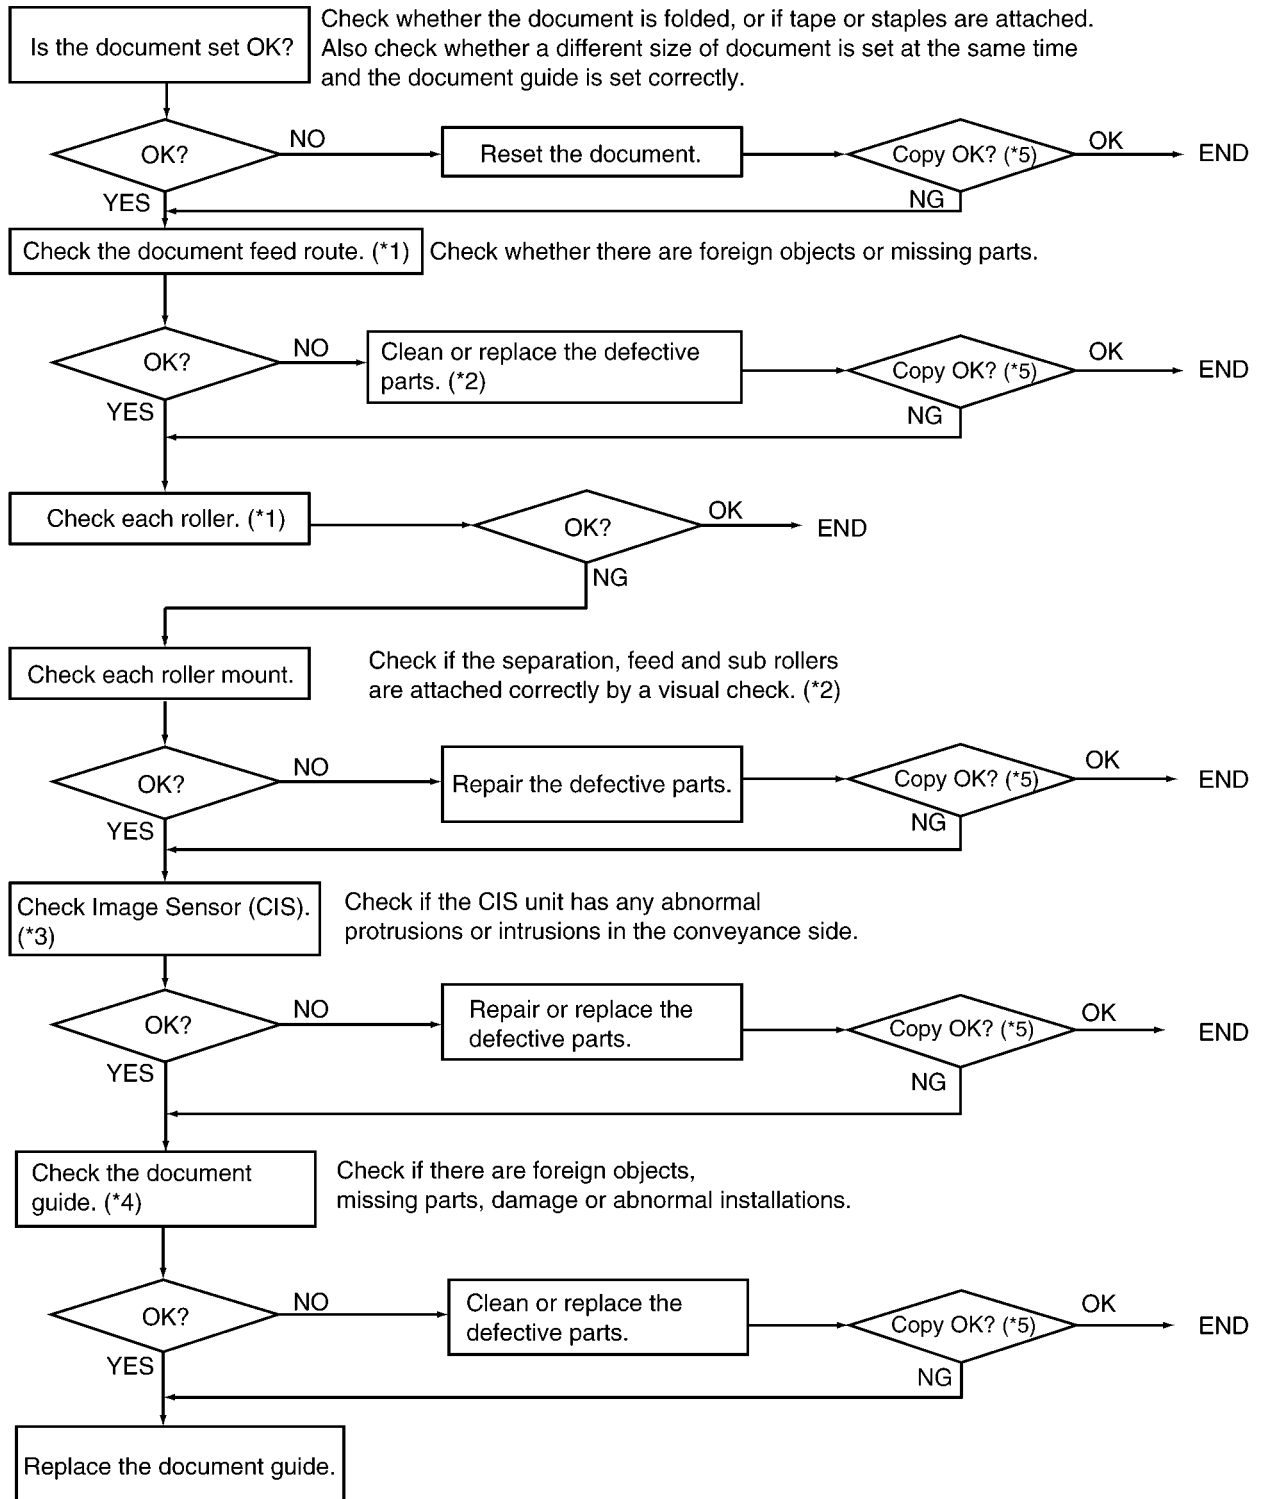 Is the document set OK?
Check whether the document is folded, or if tape or staples are attached.
Also check whether a different size of document is set at the same time
and the document guide is set correctly.
OK?
NO
Reset the document.
Copy OK? (*5)
OK
END
YES
NG
Check the document feed route. (*1)
Check whether there are foreign objects or missing parts.
OK?
NO
Clean or replace the defective
parts. (*2)
Copy OK? (*5)
OK
END
YES
NG
Check each roller. (*1)
OK?
OK
END
NG
Check each roller mount.
Check if the separation, feed and sub rollers
are attached correctly by a visual check. (*2)
OK?
NO
Repair the defective parts.
Copy OK? (*5)
OK
END
YES
NG
Check Image Sensor (CIS).
(*3)
Check if the CIS unit has any abnormal
protrusions or intrusions in the conveyance side.
OK?
NO
Repair or replace the
defective parts.
Copy OK? (*5)
OK
END
YES
NG
Check the document
guide. (*4)
Check if there are foreign objects,
missing parts, damage or abnormal installations.
OK?
NO
Clean or replace the
defective parts.
Copy OK? (*5)
OK
END
YES
NG
Replace the document guide.